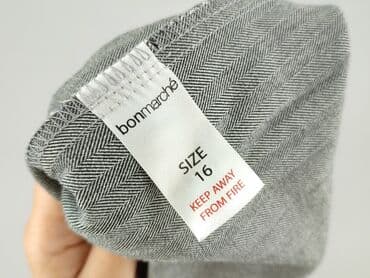 bonmarché
SIZE
16
KEEP AWAY
FROM FIRE